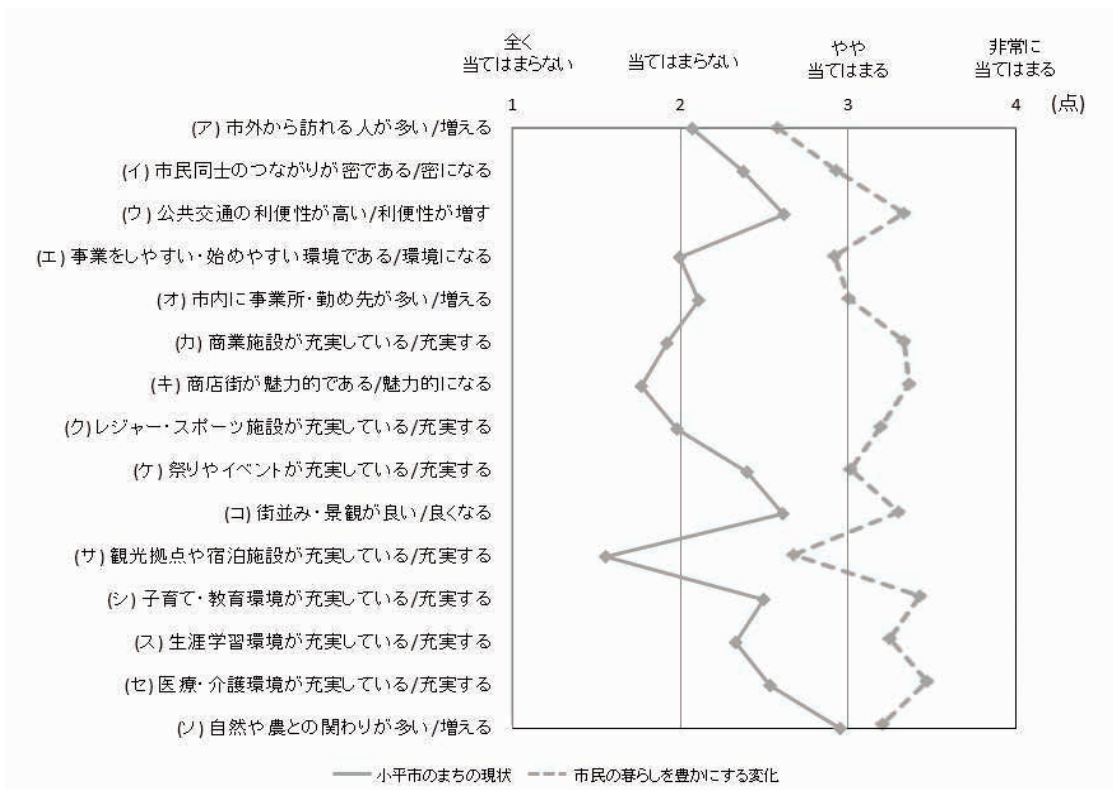 全く
当てはまらない
当てはまらない
やや
当てはまる
非常に
当てはまる
1 2 3 4 (点)
(ア) 市外から訪れる人が多い/増える
(イ) 市民同士のつながりが密である/密になる
(ウ) 公共交通の利便性が高い/利便性が増す
(エ) 事業をしやすい・始めやすい環境である/環境になる
(オ) 市内に事業所・勤め先が多い/増える
(カ) 商業施設が充実している/充実する
(キ) 商店街が魅力的である/魅力的になる
(ク)レジャー・スポーツ施設が充実している/充実する
(ケ) 祭りやイベントが充実している/充実する
(コ) 街並み・景観が良い/良くなる
(サ) 観光拠点や宿泊施設が充実している/充実する
(シ) 子育て・教育環境が充実している/充実する
(ス) 生涯学習環境が充実している/充実する
(セ) 医療・介護環境が充実している/充実する
(ソ) 自然や農との関わりが多い/増える
小平市のまちの現状 市民の暮らしを豊かにする変化